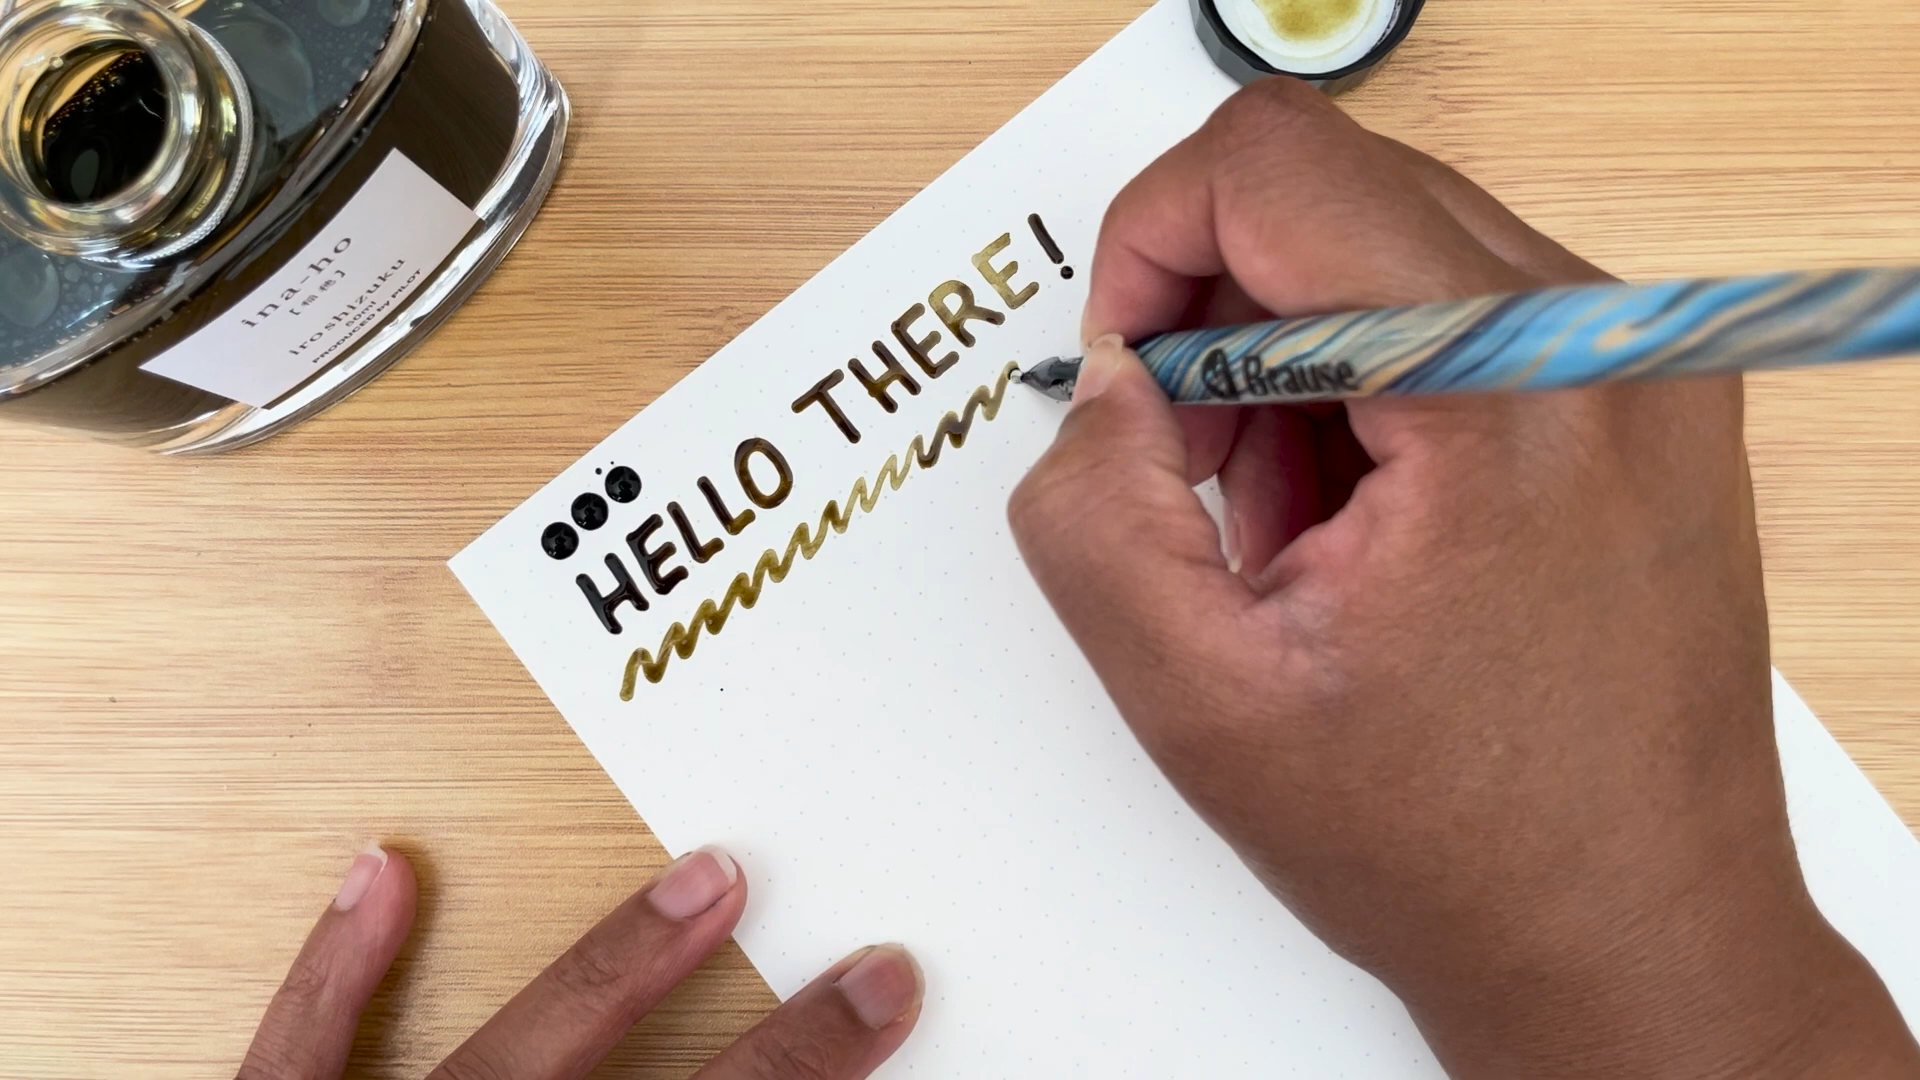 ina-ho
[稲穂]
iroshizuku
50ml
PRODUCED BY PILOT
HELLO THERE!
Brause